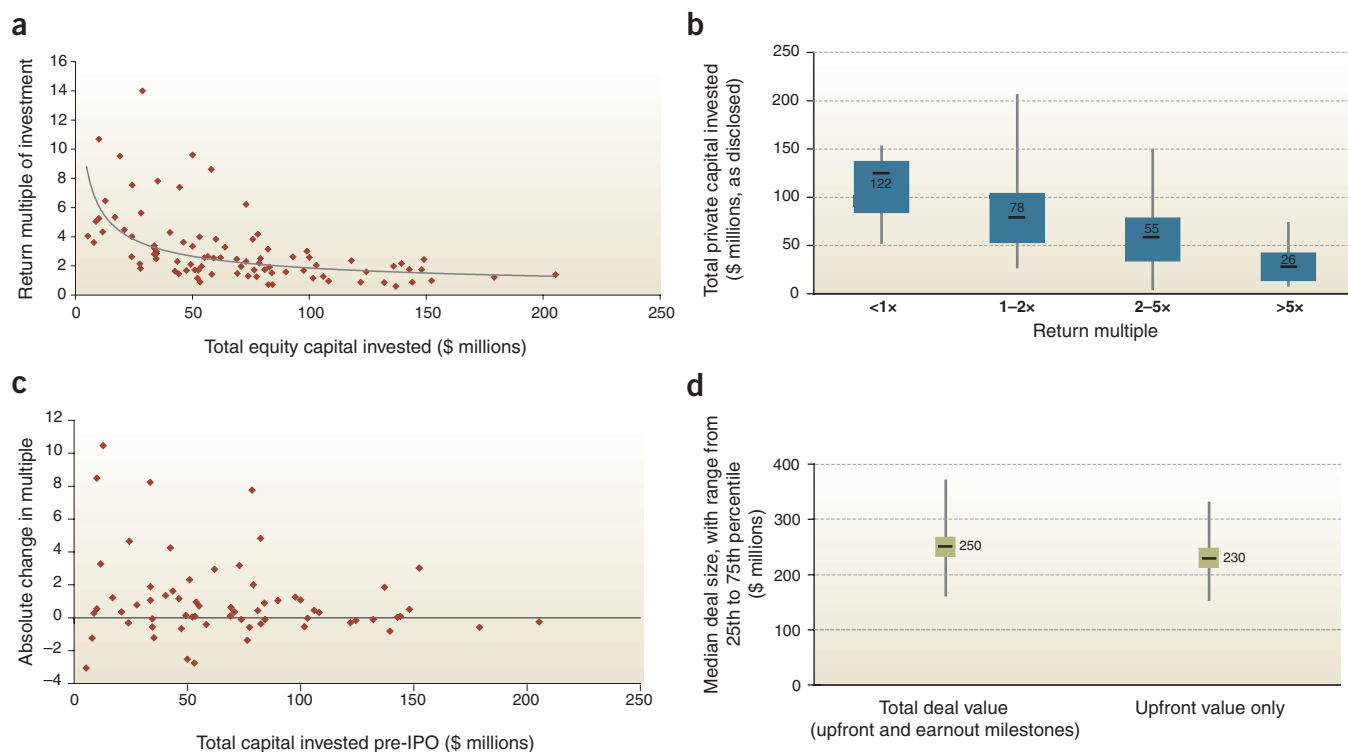 a
Return multiple of investment
16
14
12
10
8
6
4
2
0
0 50 100 150 200 250
Total equity capital invested ($ millions)
b
Total private capital invested
($ millions, as disclosed)
250
200
150
100
50
0
122
78
55
26
<1× 1–2× 2–5× >5×
Return multiple
c
Absolute change in multiple
12
10
8
6
4
2
0
–2
–4
0 50 100 150 200 250
Total capital invested pre-IPO ($ millions)
d
Median deal size, with range from
25th to 75th percentile
($ millions)
400
300
200
100
0
250
230
Total deal value
(upfront and earnout milestones)
Upfront value only